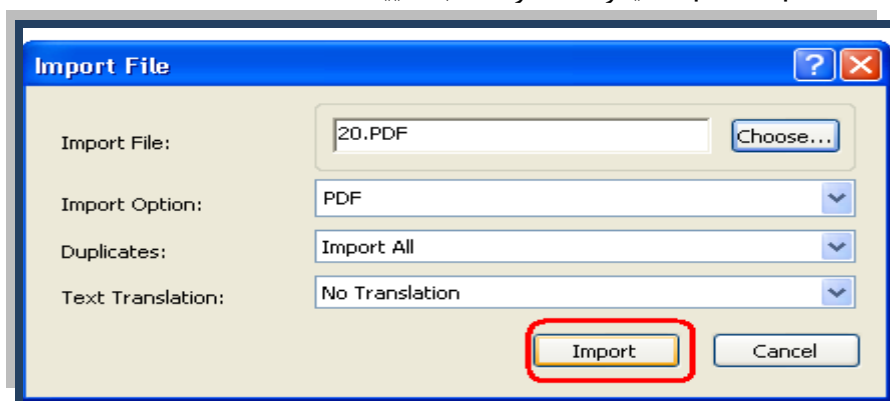 Import File
Import File:
20.PDF
Choose...
Import Option:
PDF
Duplicates:
Import All
Text Translation:
No Translation
Import
Cancel